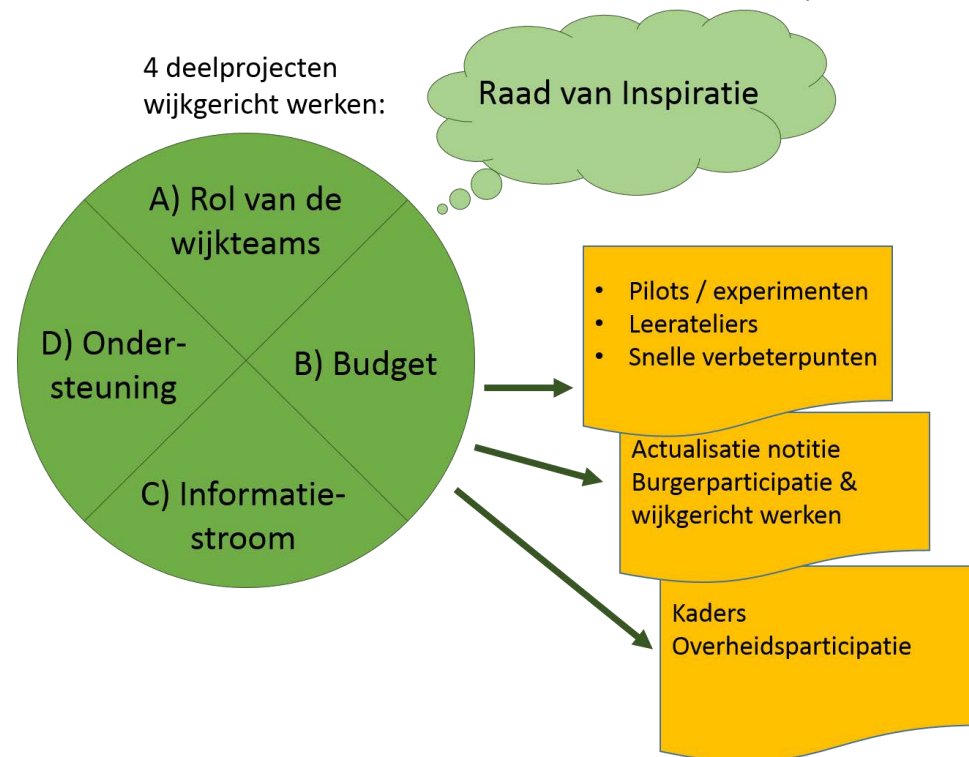 4 deelprojecten
wijkgericht werken:
Raad van Inspiratie
A) Rol van de
wijkteams
B) Budget
C) Informatie-
stroom
D) Onder-
steuning
• Pilots / experimenten
• Leerateliers
• Snelle verbeterpunten
Actualisatie notitie
Burgerparticipatie &
wijkgericht werken
Kaders
Overheidsparticipatie